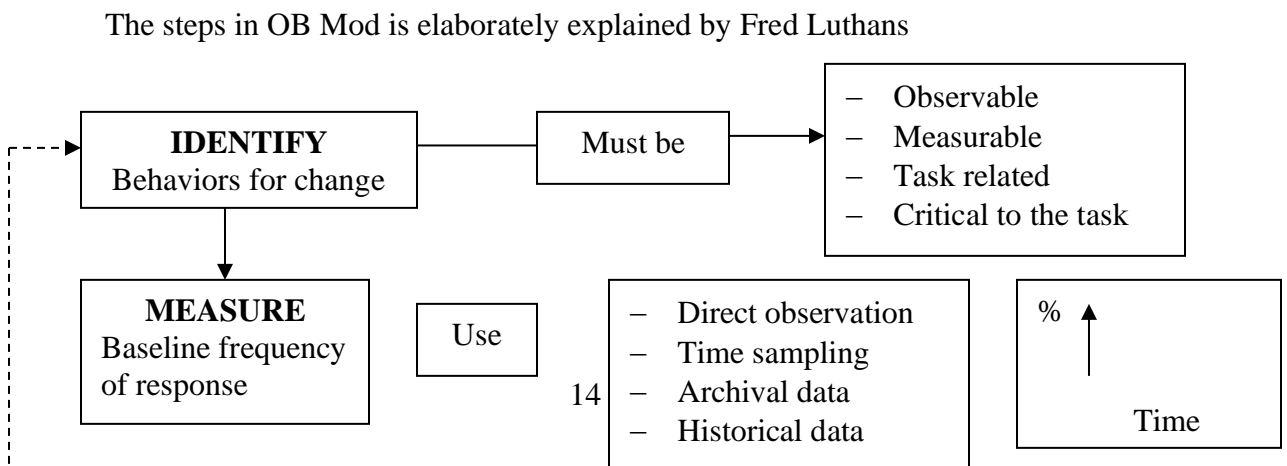 The steps in OB Mod is elaborately explained by Fred Luthans
IDENTIFY
Behaviors for change
Must be
– Observable
– Measurable
– Task related
– Critical to the task
MEASURE
Baseline frequency
of response
Use
– Direct observation
– Time sampling
– Archival data
– Historical data
%
Time
14